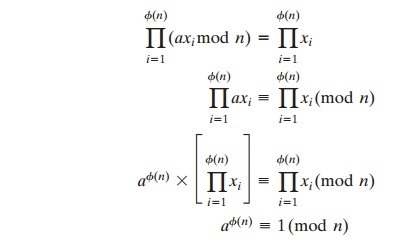 ∏_{i=1}^{ϕ(n)} (ax_i mod n) = ∏_{i=1}^{ϕ(n)} x_i
∏_{i=1}^{ϕ(n)} ax_i ≡ ∏_{i=1}^{ϕ(n)} x_i (mod n)
a^{ϕ(n)} × [∏_{i=1}^{ϕ(n)} x_i] ≡ ∏_{i=1}^{ϕ(n)} x_i (mod n)
a^{ϕ(n)} ≡ 1 (mod n)